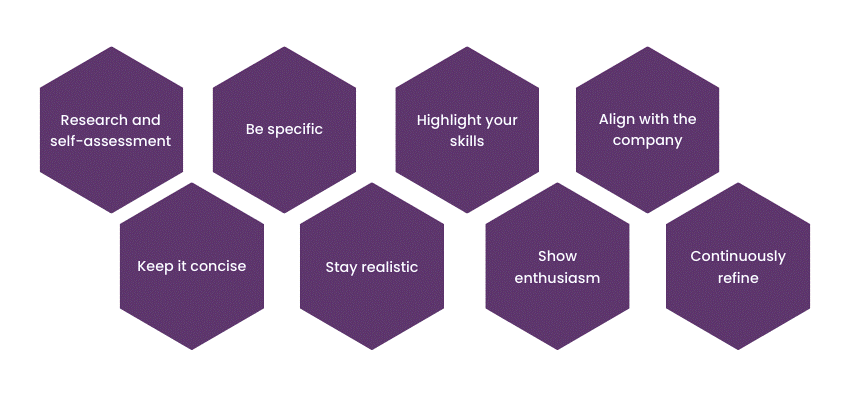 Research and
self-assessment
Be specific
Highlight your
skills
Align with the
company
Keep it concise
Stay realistic
Show
enthusiasm
Continuously
refine